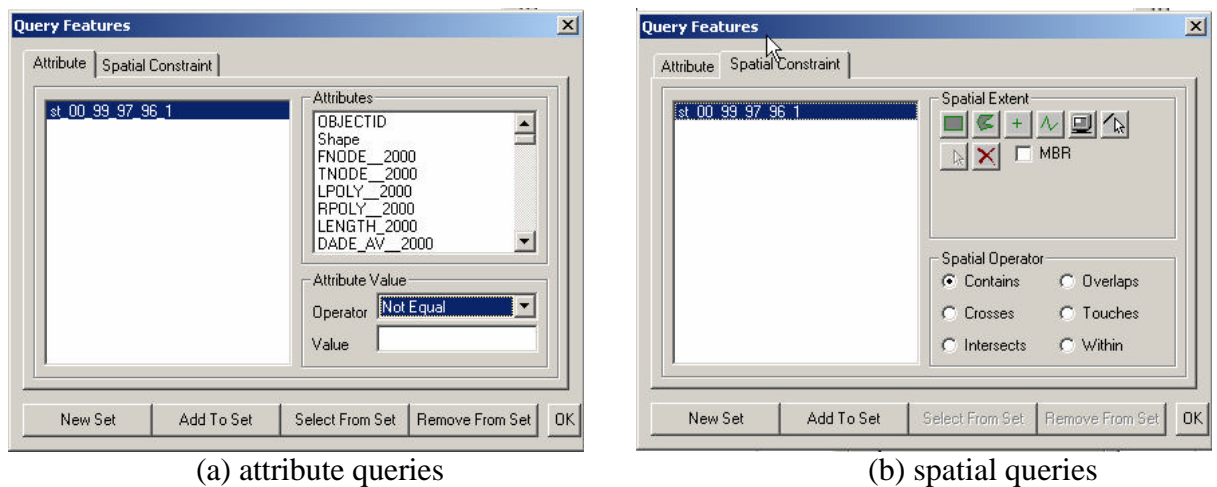 Query Features
Attribute Spatial Constraint
st_00_99_97_96_1
Attributes
OBJECTID
Shape
FNODE__2000
TNODE__2000
LPOLY__2000
RPOLY__2000
LENGTH_2000
DADE_AV__2000
Attribute Value
Operator Not Equal
Value
New Set Add To Set Select From Set Remove From Set OK
(a) attribute queries
Query Features
Attribute Spatial Constraint
st_00_99_97_96_1
Spatial Extent
MBR
Spatial Operator
Contains Overlaps
Crosses Touches
Intersects Within
New Set Add To Set Select From Set Remove From Set OK
(b) spatial queries